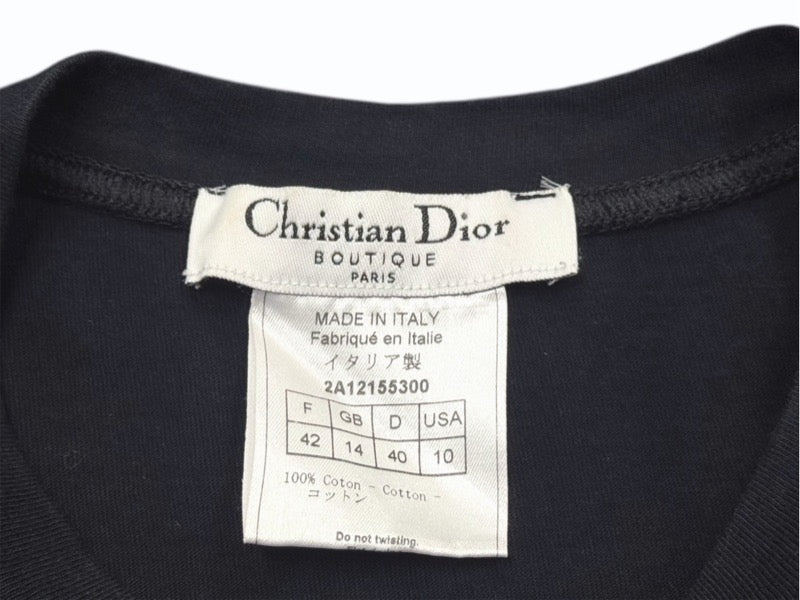 Christian Dior
BOUTIQUE
PARIS
MADE IN ITALY
Fabriqué en Italie
イタリア製
2A12155300
F GB D USA
42 14 40 10
100% Coton - Cotton -
コットン
Do not twisting.